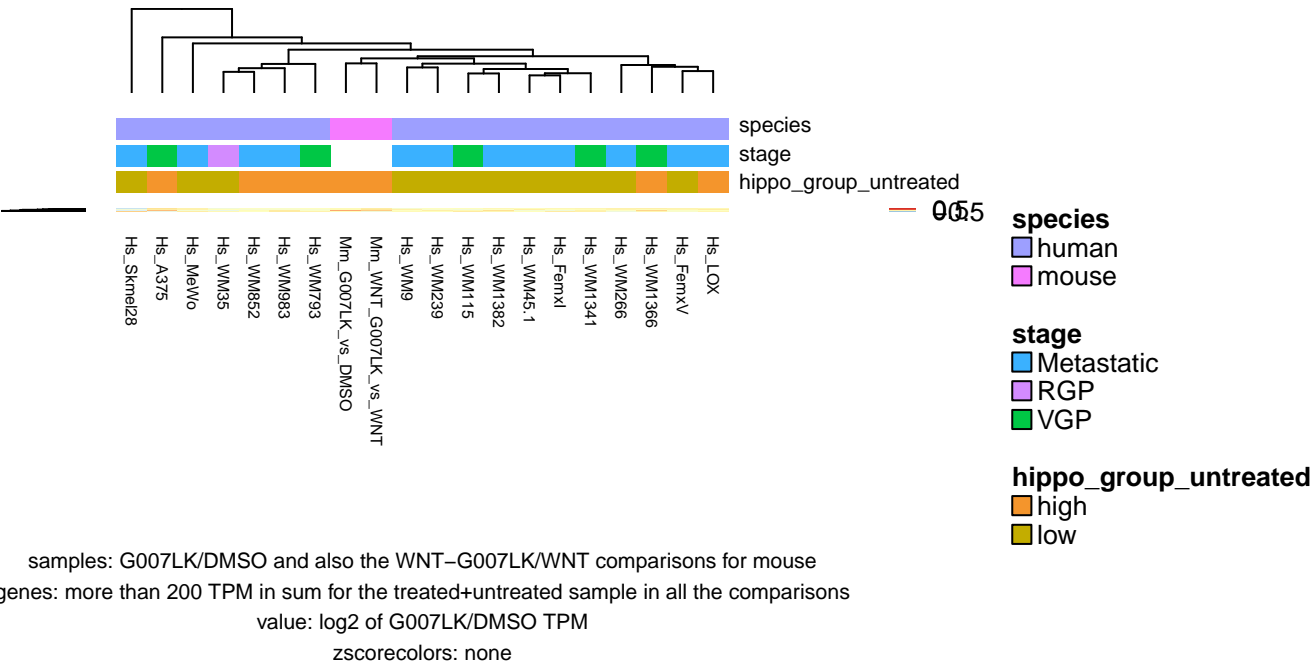 species
stage
hippo_group_untreated
Hs_Skmel28
Hs_A375
Hs_MeWo
Hs_WM35
Hs_WM852
Hs_WM983
Hs_WM793
Mm_G007LK_vs_DMSO
Mm_WNT_G007LK_vs_WNT
Hs_WM9
Hs_WM239
Hs_WM115
Hs_WM1382
Hs_WM45.1
Hs_FemxI
Hs_WM1341
Hs_WM266
Hs_WM1366
Hs_FemxV
Hs_LOX
species
human
mouse
stage
Metastatic
RGP
VGP
hippo_group_untreated
high
low
samples: G007LK/DMSO and also the WNT−G007LK/WNT comparisons for mouse
genes: more than 200 TPM in sum for the treated+untreated sample in all the comparisons
value: log2 of G007LK/DMSO TPM
zscorecolors: none